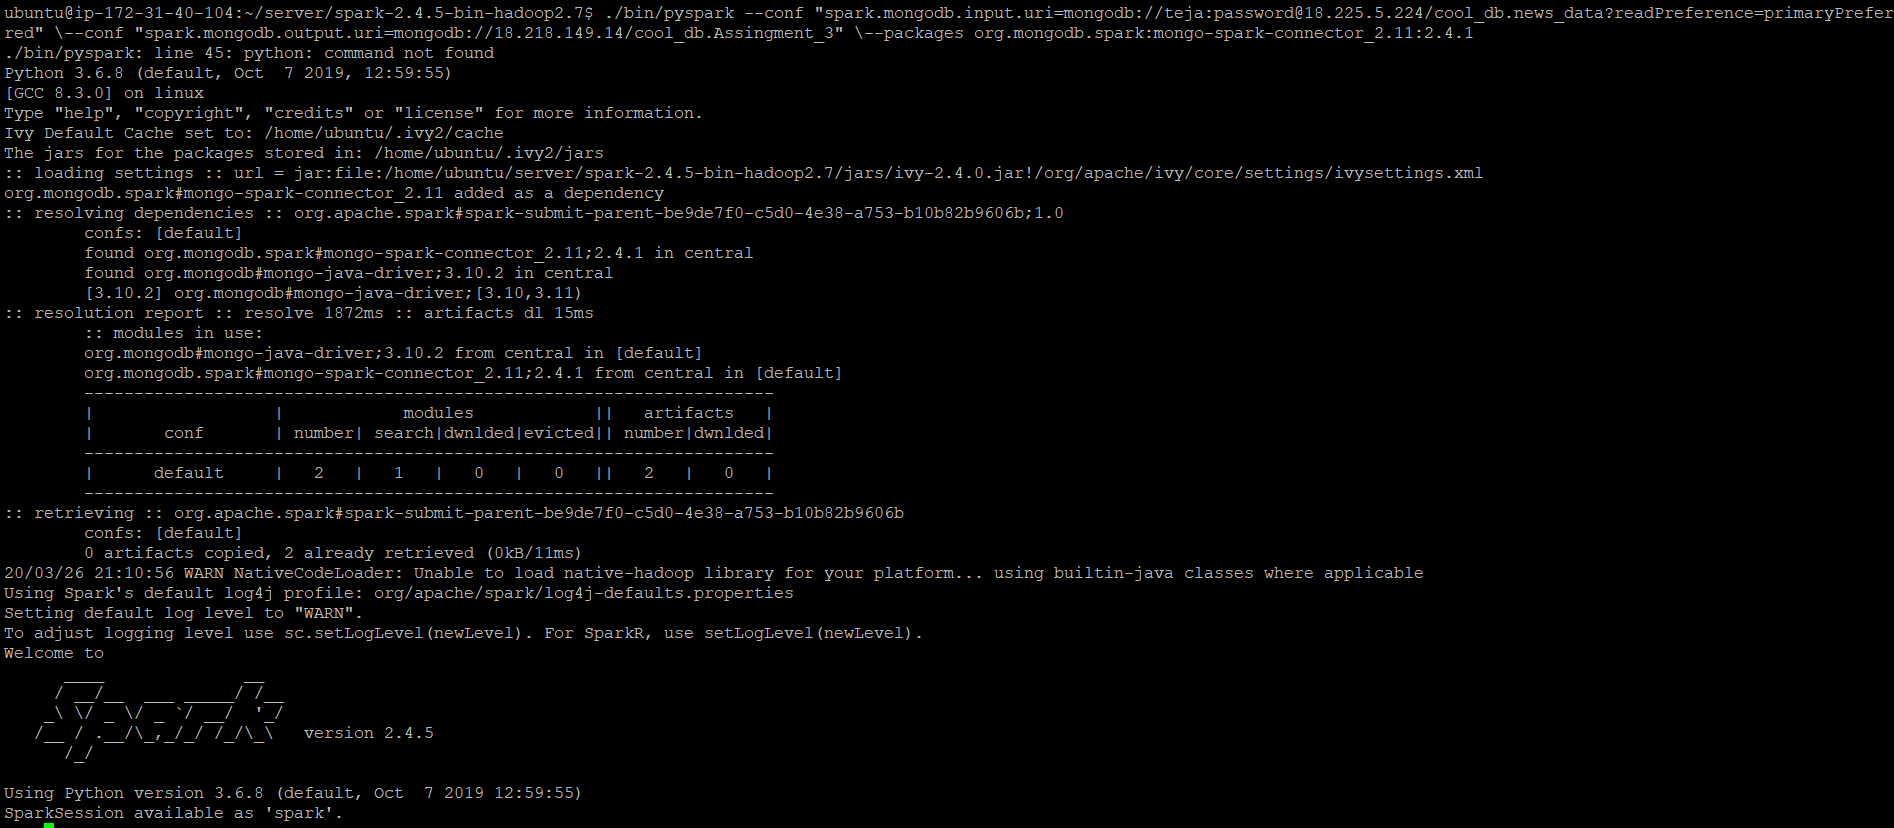 ubuntu@ip-172-31-40-104:~/server/spark-2.4.5-bin-hadoop2.7$ ./bin/pyspark --conf "spark.mongodb.input.uri=mongodb://teja:password@18.225.5.224/cool_db.news_data?readPreference=primaryPrefer
red" \--conf "spark.mongodb.output.uri=mongodb://18.218.149.14/cool_db.Assingment_3" \--packages org.mongodb.spark:mongo-spark-connector_2.11:2.4.1
./bin/pyspark: line 45: python: command not found
Python 3.6.8 (default, Oct  7 2019, 12:59:55)
[GCC 8.3.0] on linux
Type "help", "copyright", "credits" or "license" for more information.
Ivy Default Cache set to: /home/ubuntu/.ivy2/cache
The jars for the packages stored in: /home/ubuntu/.ivy2/jars
:: loading settings :: url = jar:file:/home/ubuntu/server/spark-2.4.5-bin-hadoop2.7/jars/ivy-2.4.0.jar!/org/apache/ivy/core/settings/ivysettings.xml
org.mongodb.spark#mongo-spark-connector_2.11 added as a dependency
:: resolving dependencies :: org.apache.spark#spark-submit-parent-be9de7f0-c5d0-4e38-a753-b10b82b9606b;1.0
        confs: [default]
        found org.mongodb.spark#mongo-spark-connector_2.11;2.4.1 in central
        found org.mongodb#mongo-java-driver;3.10.2 in central
        [3.10.2] org.mongodb#mongo-java-driver;[3.10,3.11)
:: resolution report :: resolve 1872ms :: artifacts dl 15ms
        :: modules in use:
        org.mongodb#mongo-java-driver;3.10.2 from central in [default]
        org.mongodb.spark#mongo-spark-connector_2.11;2.4.1 from central in [default]
        ---------------------------------------------------------------------
        |                  |            modules            ||   artifacts   |
        |       conf       | number| search|dwnlded|evicted|| number|dwnlded|
        ---------------------------------------------------------------------
        |      default     |   2   |   1   |   0   |   0   ||   2   |   0   |
        ---------------------------------------------------------------------
:: retrieving :: org.apache.spark#spark-submit-parent-be9de7f0-c5d0-4e38-a753-b10b82b9606b
        confs: [default]
        0 artifacts copied, 2 already retrieved (0kB/11ms)
20/03/26 21:10:56 WARN NativeCodeLoader: Unable to load native-hadoop library for your platform... using builtin-java classes where applicable
Using Spark's default log4j profile: org/apache/spark/log4j-defaults.properties
Setting default log level to "WARN".
To adjust logging level use sc.setLogLevel(newLevel). For SparkR, use setLogLevel(newLevel).
Welcome to
      ____              __
     / __/__  ___ _____/ /__
    _\ \/ _ \/ _ `/ __/  '_/
   /__ / .__/\_,_/_/ /_/\_\   version 2.4.5
      /_/

Using Python version 3.6.8 (default, Oct  7 2019 12:59:55)
SparkSession available as 'spark'.